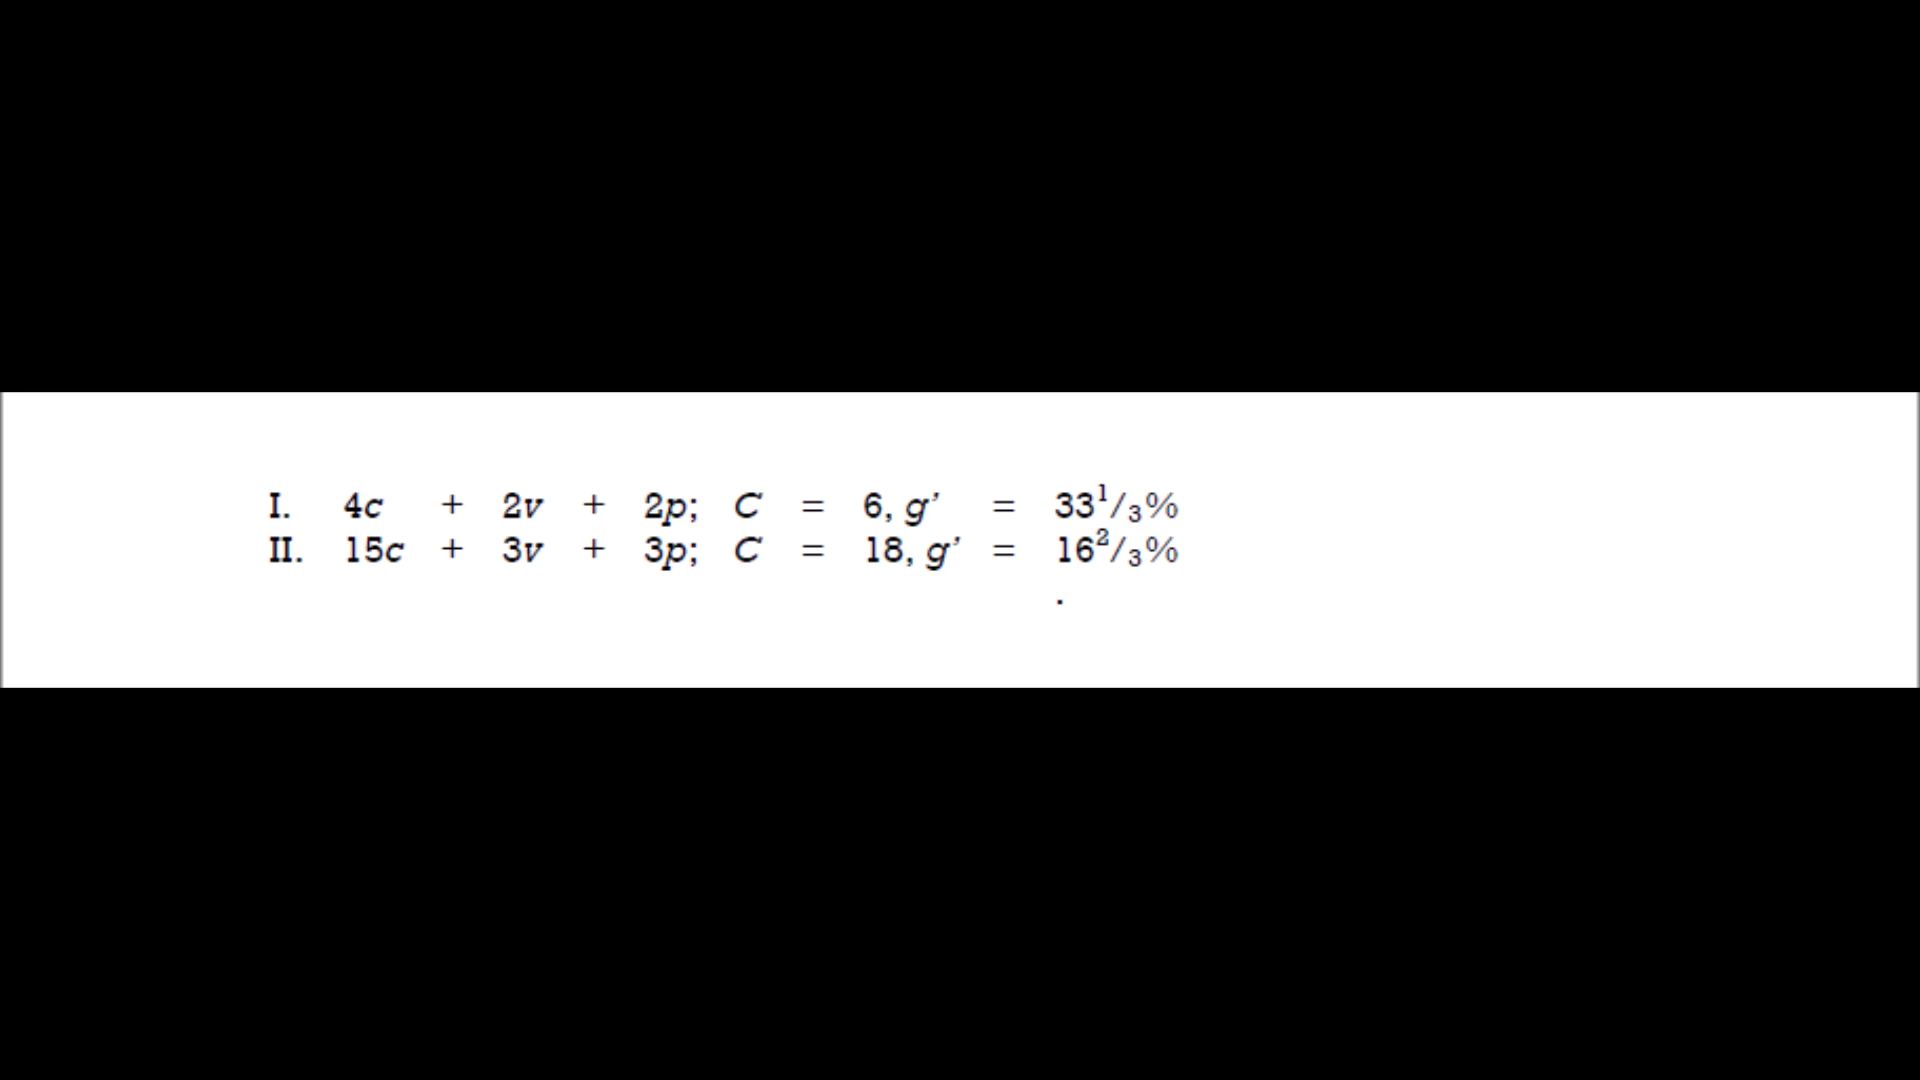 I. 4c + 2v + 2p; C = 6, g’ = 33¹/₃%
II. 15c + 3v + 3p; C = 18, g’ = 16²/₃%
.